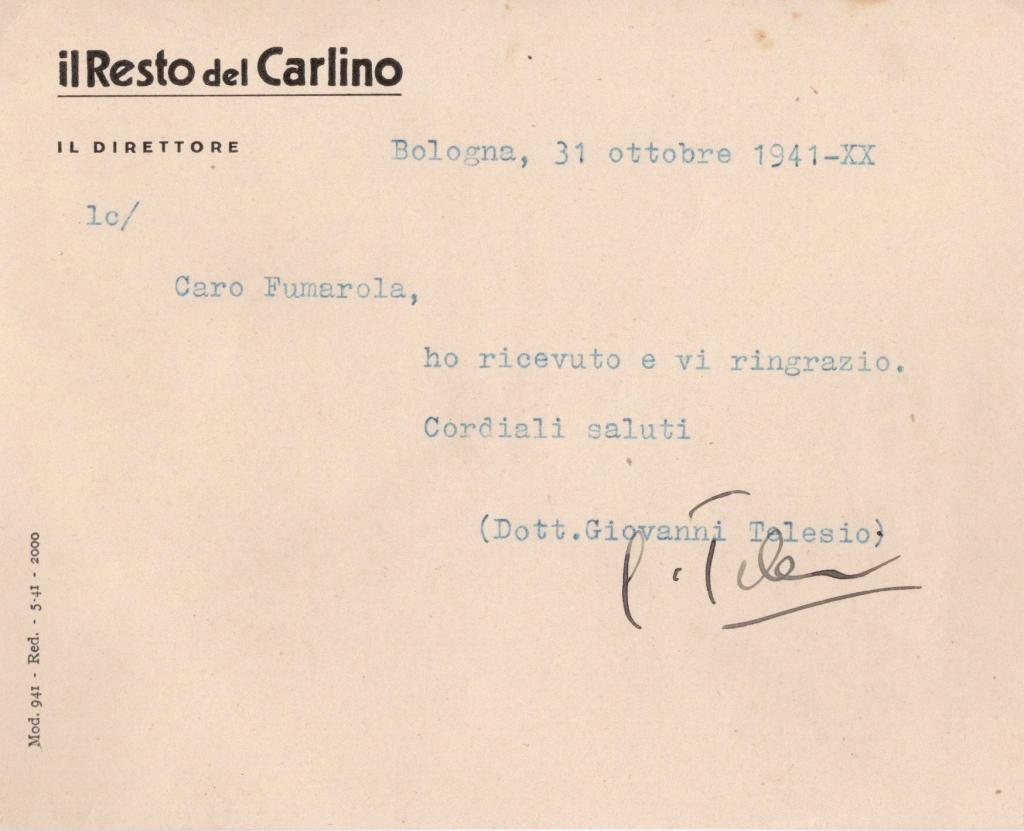 il Resto del Carlino
IL DIRETTORE
Bologna, 31 ottobre 1941-XX
lc/
Caro Fumarola,
ho ricevuto e vi ringrazio.
Cordiali saluti
(Dott.Giovanni Telesio)
Mod. 941 - Red. - 5-41 - 2000